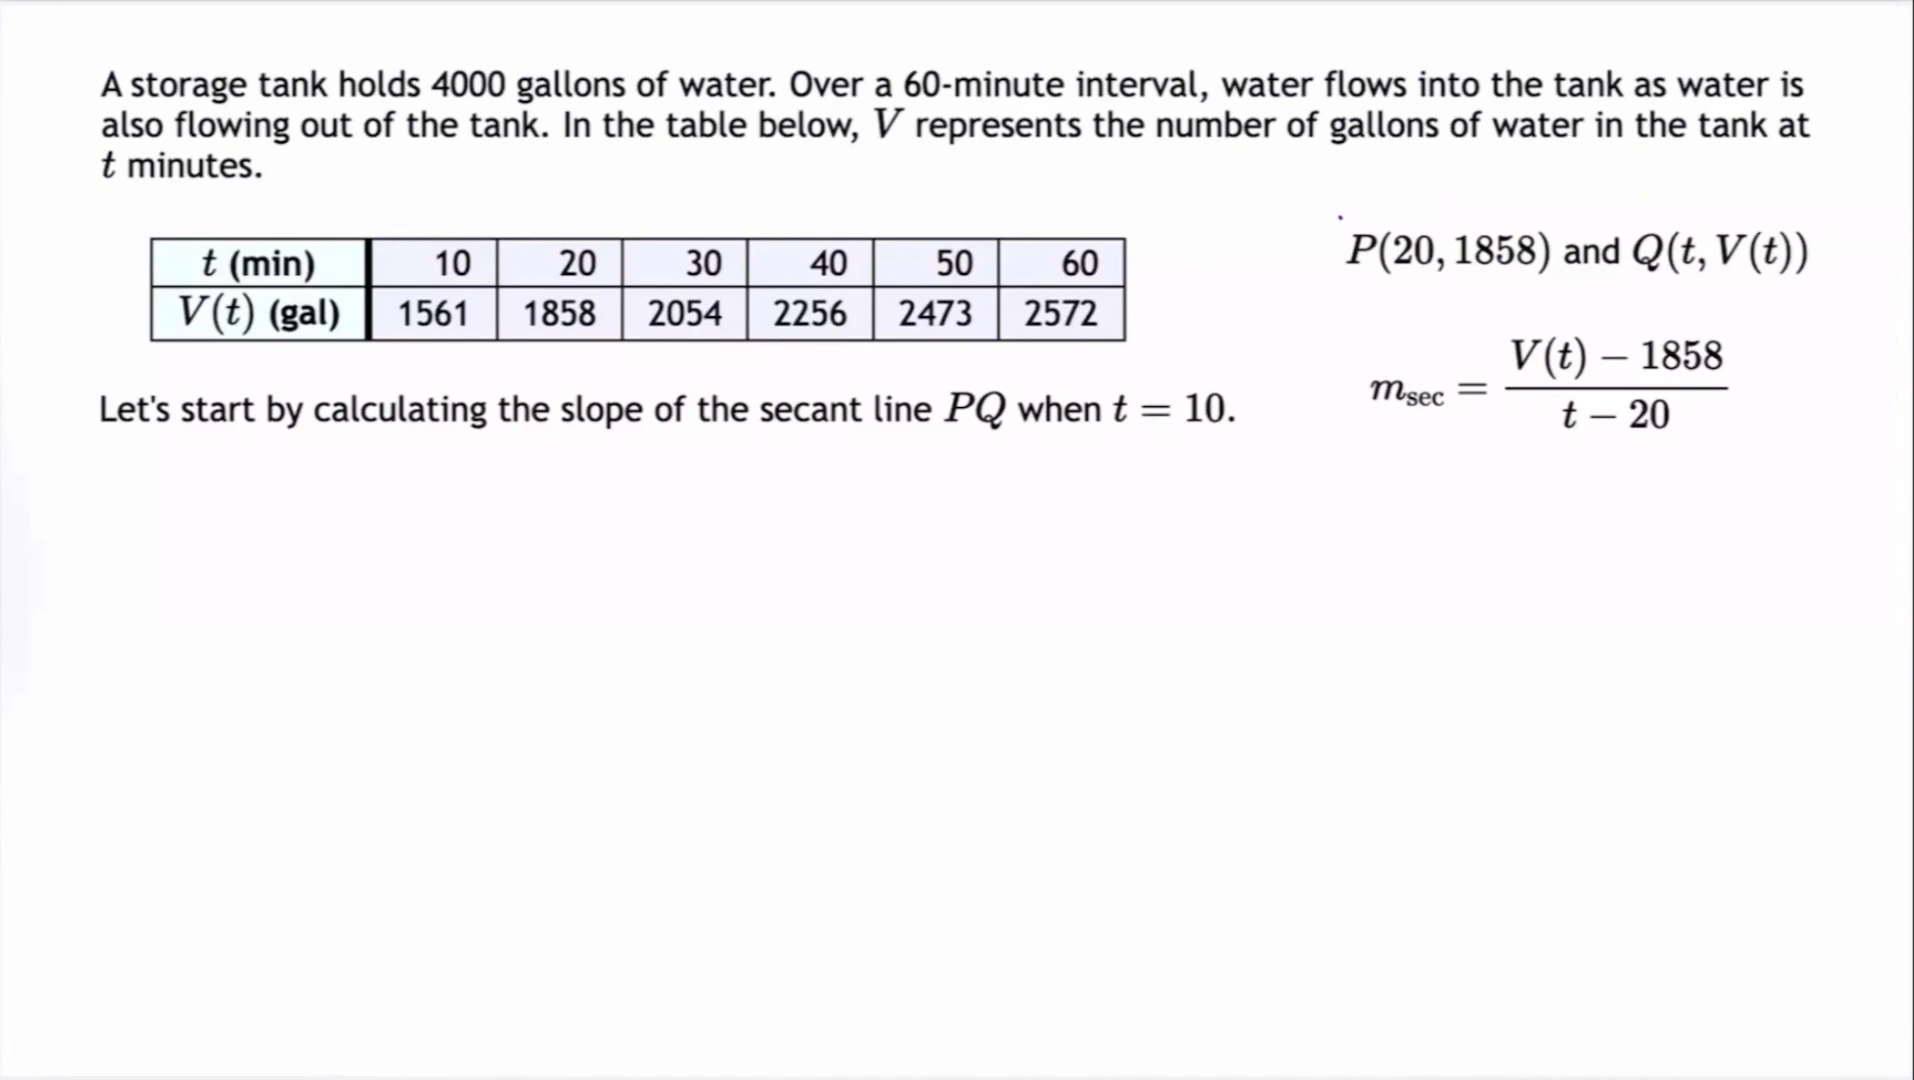 A storage tank holds 4000 gallons of water. Over a 60-minute interval, water flows into the tank as water is
also flowing out of the tank. In the table below, V represents the number of gallons of water in the tank at
t minutes.
t (min) 10 20 30 40 50 60
V(t) (gal) 1561 1858 2054 2256 2473 2572
Let's start by calculating the slope of the secant line PQ when t = 10.
P(20, 1858) and Q(t, V(t))
m_sec = (V(t) − 1858) / (t − 20)